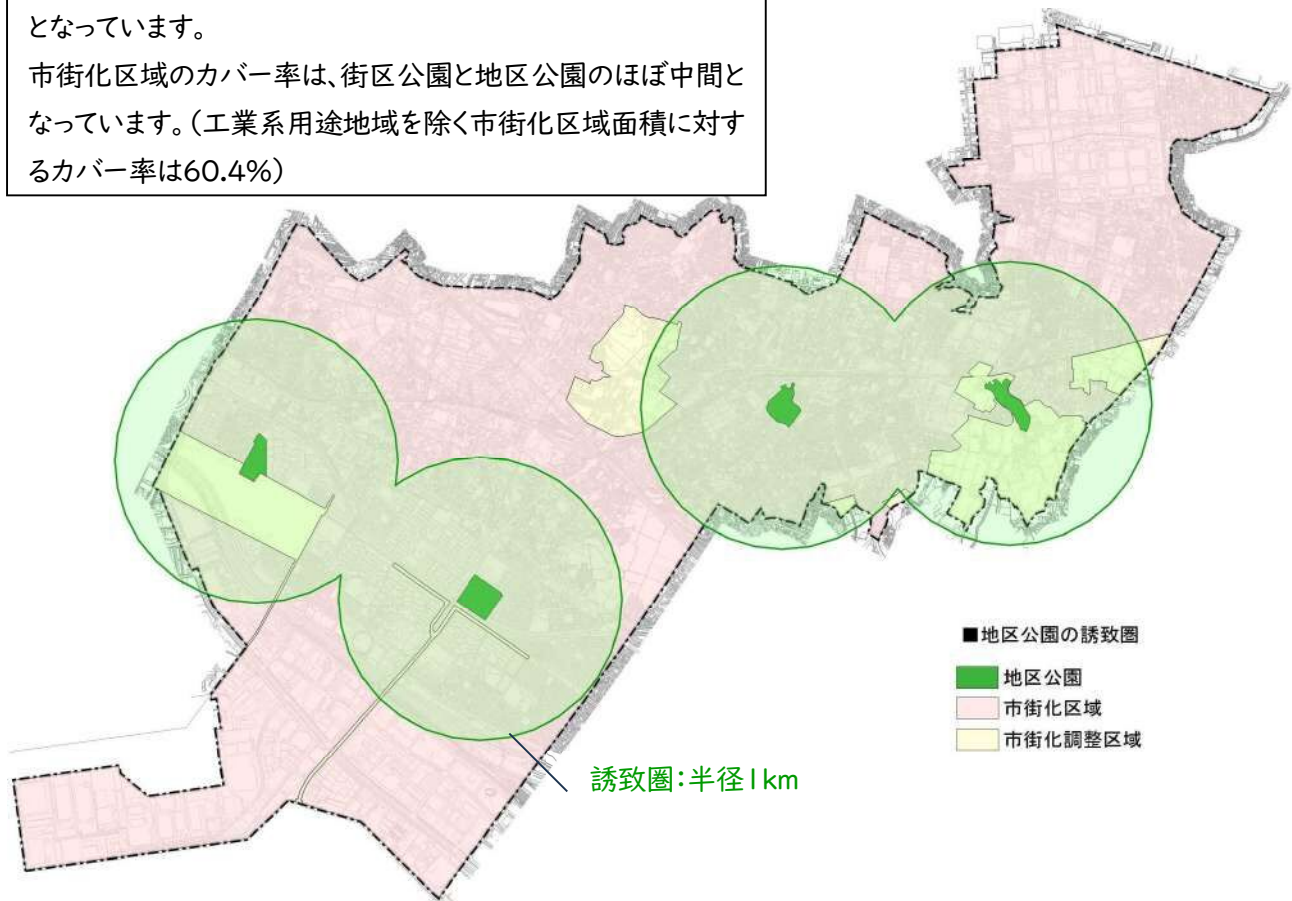 となっています。
市街化区域のカバー率は、街区公園と地区公園のほぼ中間と
なっています。(工業系用途地域を除く市街化区域面積に対す
るカバー率は60.4%)
■地区公園の誘致圏
地区公園
市街化区域
市街化調整区域
誘致圏:半径1km